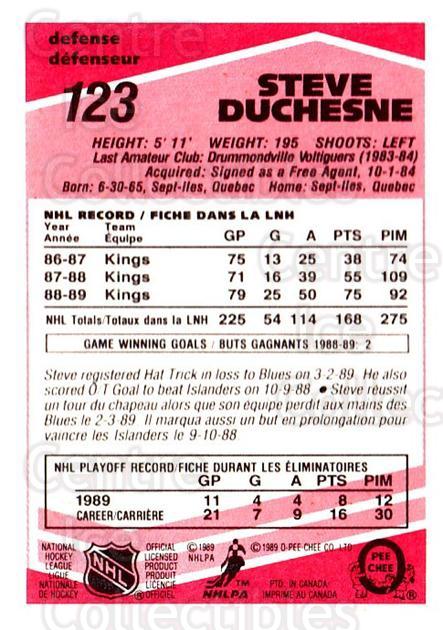 defense
défenseur
123
STEVE
DUCHESNE
HEIGHT: 5' 11' WEIGHT: 195 SHOOTS: LEFT
Last Amateur Club: Drummondville Voltiguers (1983-84)
Acquired: Signed as a Free Agent, 10-1-84
Born: 6-30-65, Sept-Iles, Quebec Home: Sept-Iles, Quebec
NHL RECORD / FICHE DANS LA LNH
Year Team
Année Équipe GP G A PTS PIM
86-87 Kings 75 13 25 38 74
87-88 Kings 71 16 39 55 109
88-89 Kings 79 25 50 75 92
NHL Totals/Totaux dans la LNH 225 54 114 168 275
GAME WINNING GOALS / BUTS GAGNANTS 1988-89: 2
Steve registered Hat Trick in loss to Blues on 3-2-89. He also
scored O/T Goal to beat Islanders on 10-9-88 • Steve réussit
un tour du chapeau alors que son équipe perdit aux mains des
Blues le 2-3-89. Il marqua aussi un but en prolongation pour
vaincre les Islanders le 9-10-88
NHL PLAYOFF RECORD/FICHE DURANT LES ÉLIMINATOIRES
GP G A PTS PIM
1989 11 4 4 8 12
CAREER/CARRIÈRE 21 7 9 16 30
NATIONAL HOCKEY LEAGUE
LIGUE NATIONALE DE HOCKEY
NHL
OFFICIAL LICENSED PRODUCT
PRODUIT LICENCIÉ OFFICIEL
© 1989 NHLPA
NHLPA
© 1989 O-PEE CHEE CO. LTD.
PTD. IN CANADA
IMPRIMÉ AU CANADA
O PEE CHEE
Centre Ice Collectibles